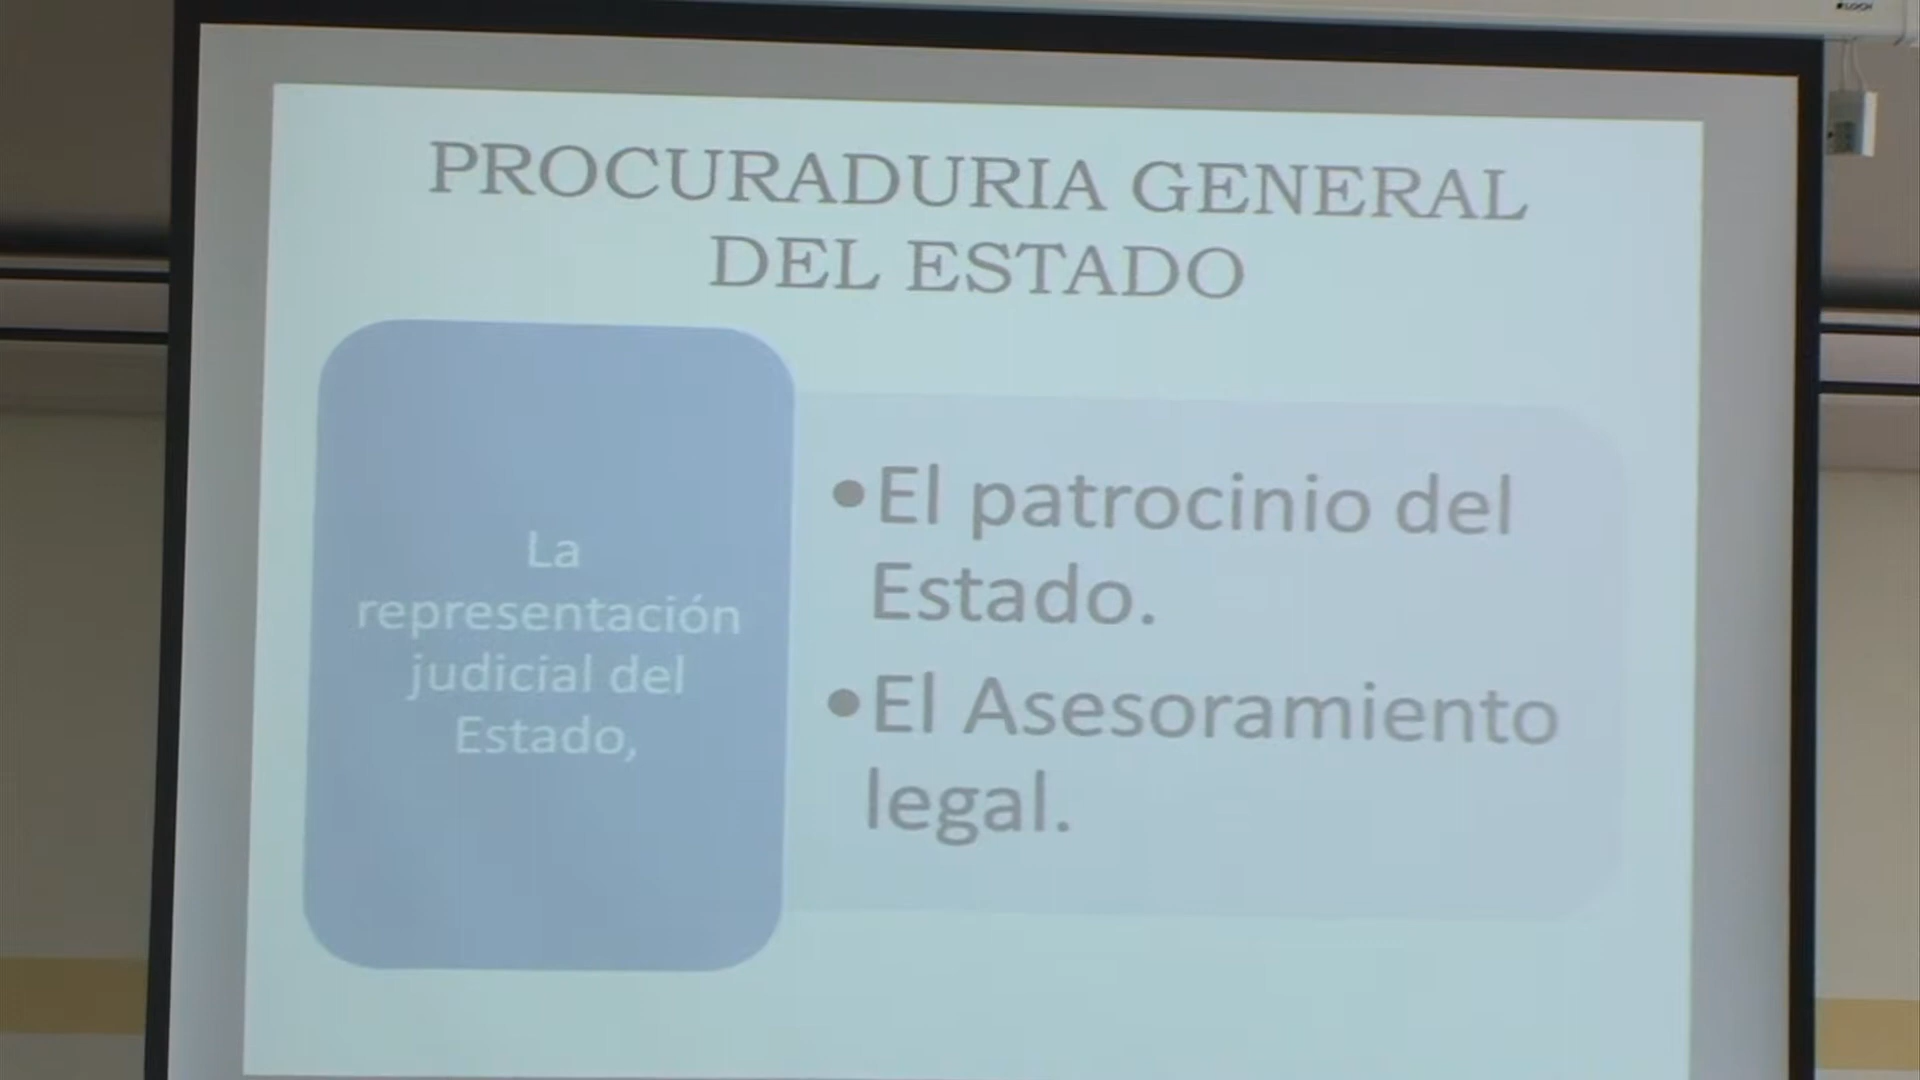 PROCURADURIA GENERAL
DEL ESTADO
La
representación
judicial del
Estado,
•El patrocinio del
Estado.
•El Asesoramiento
legal.